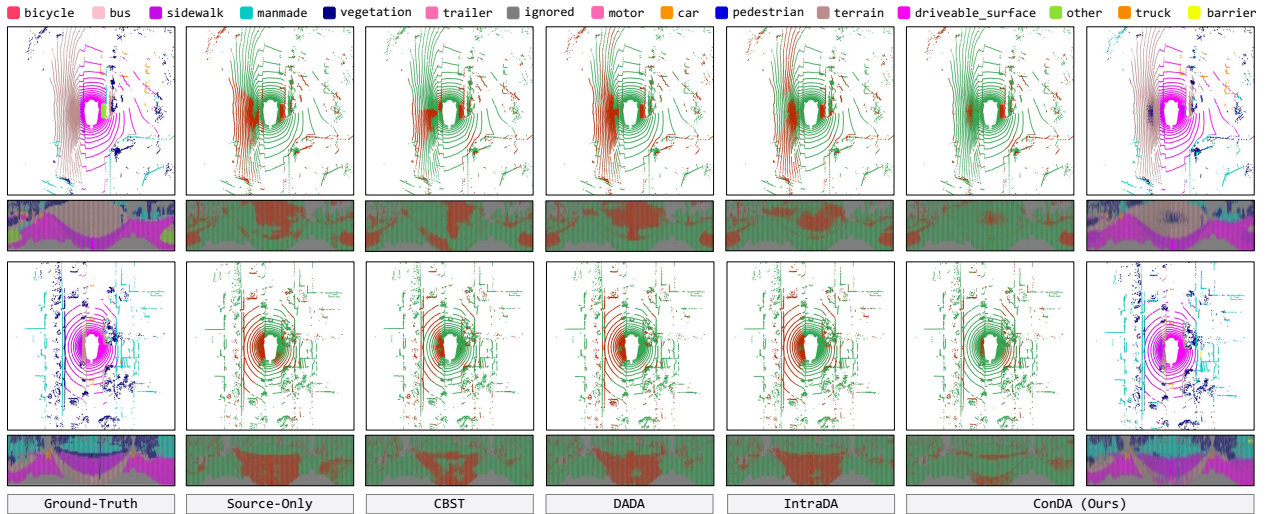 bicycle bus sidewalk manmade vegetation trailer ignored motor car pedestrian terrain driveable_surface other truck barrier
Ground-Truth Source-Only CBST DADA IntraDA ConDA (Ours)